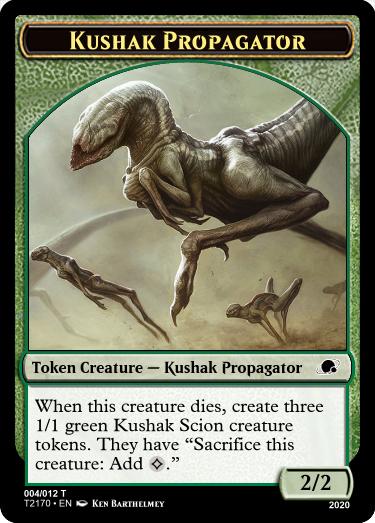 Kushak Propagator
Token Creature — Kushak Propagator
When this creature dies, create three
1/1 green Kushak Scion creature
tokens. They have “Sacrifice this
creature: Add .”
2/2
004/012 T
T2170 • EN Ken Barthelmey
2020